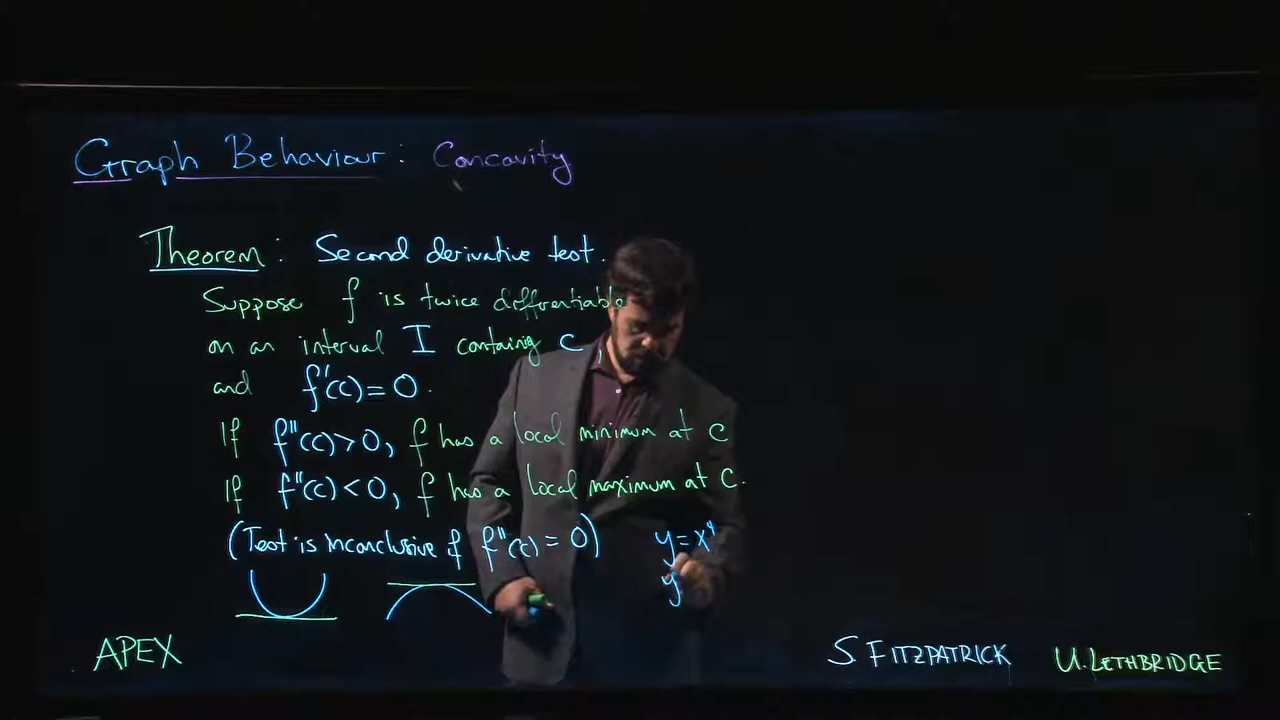 Graph Behaviour: Concavity
Theorem: Second derivative test.
Suppose f is twice differentiable
on an interval I containing c,
and f'(c)=0.
If f"(c)>0, f has a local minimum at c
If f"(c)<0, f has a local maximum at c.
(Test is inconclusive if f"(c)=0) y=x⁴
y
APEX S. FITZPATRICK U. LETHBRIDGE